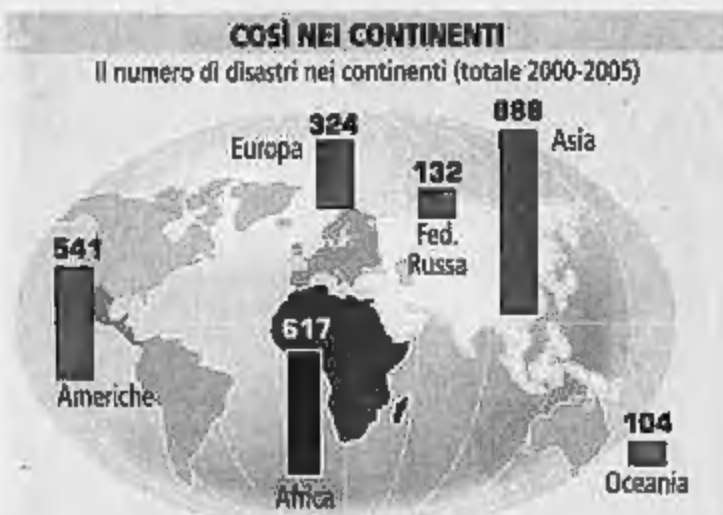 COSÌ NEI CONTINENTI
Il numero di disastri nei continenti (totale 2000-2005)
324
Europa
Asia
132
Fed.
Russa
541
Americhe
617
Africa
104
Oceania